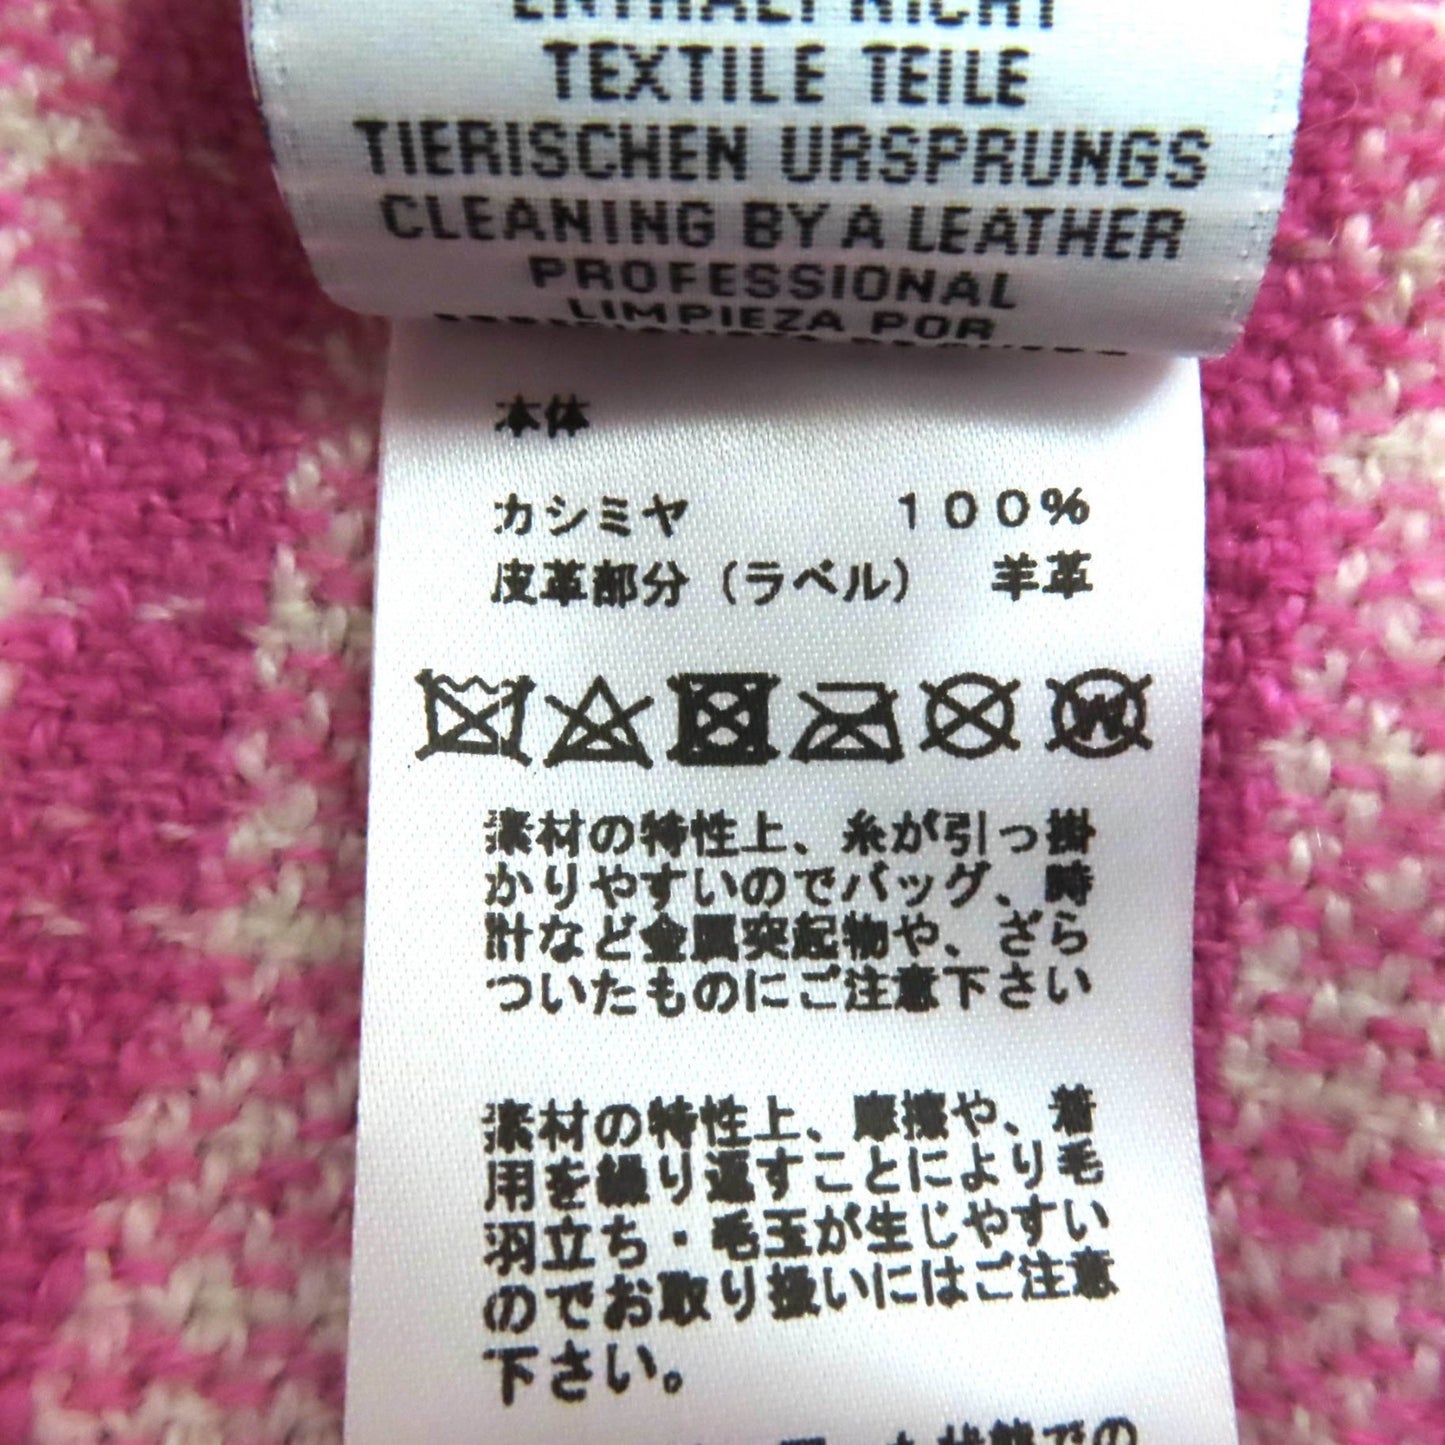 ENTHÄLT NICHT
TEXTILE TEILE
TIERISCHEN URSPRUNGS
CLEANING BY A LEATHER
PROFESSIONAL
LIMPIEZA POR
本体
カシミヤ １００％
皮革部分（ラベル） 羊革
W
素材の特性上、糸が引っ掛
かりやすいのでバッグ、時
計など金属突起物や、ざら
ついたものにご注意下さい
素材の特性上、摩擦や、着
用を繰り返すことにより毛
羽立ち・毛玉が生じやすい
のでお取り扱いにはご注意
下さい。
状態での